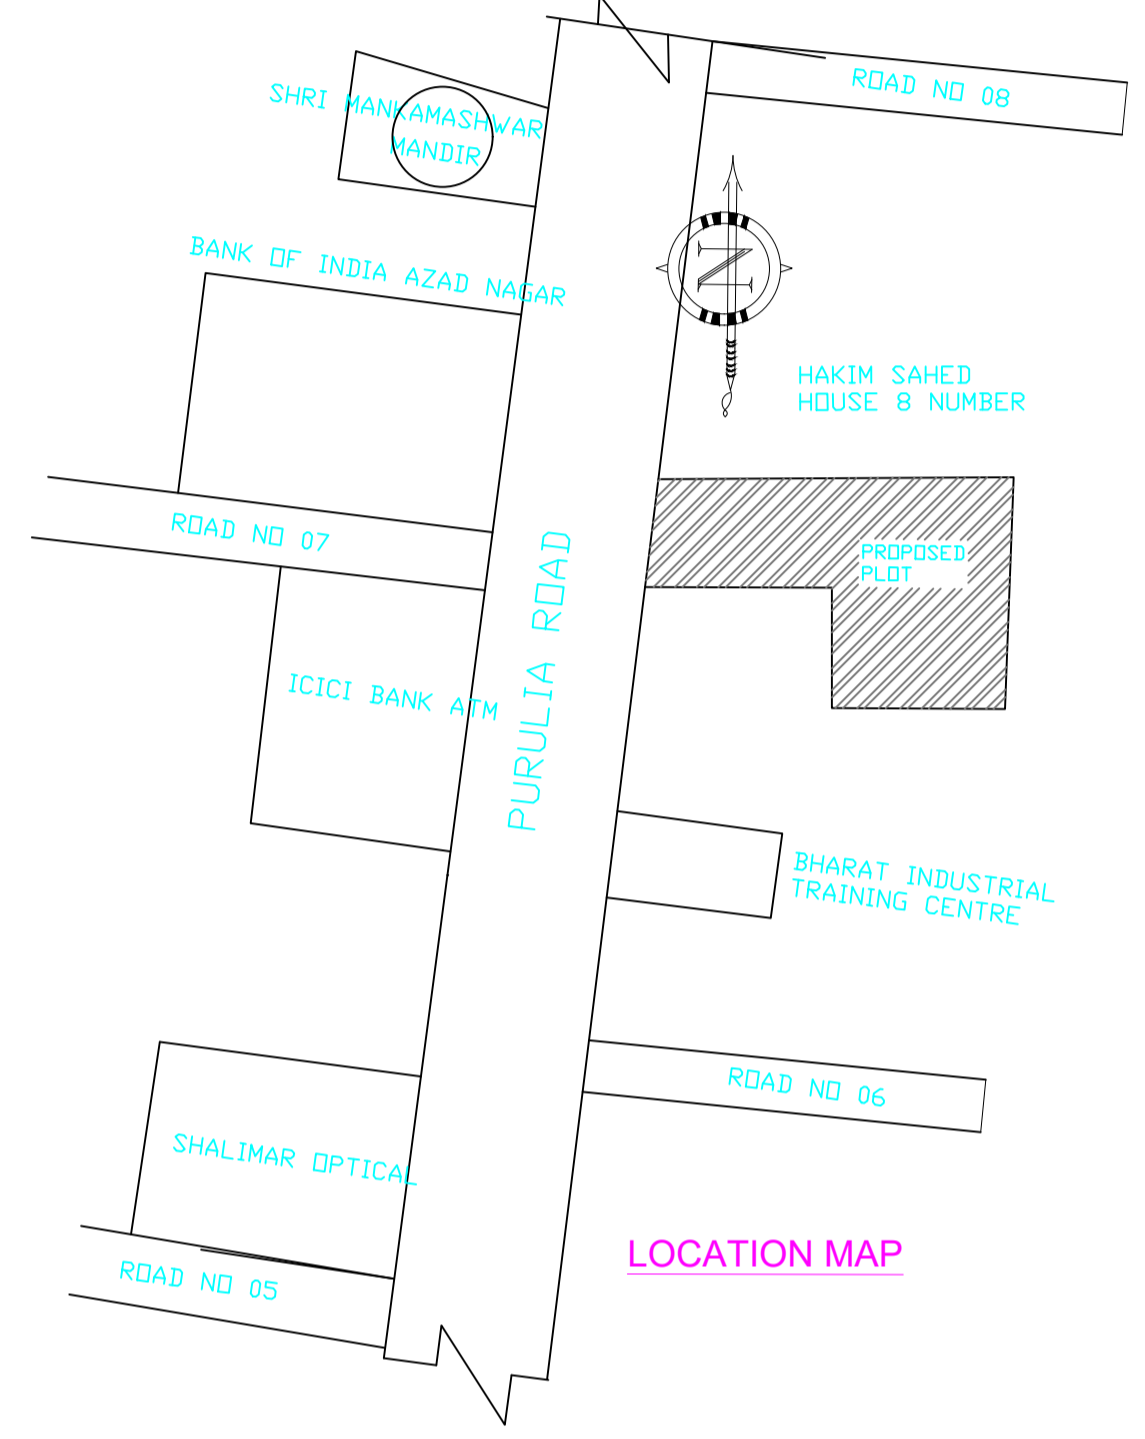 ROAD NO 08
SHRI MANKAMASHWAR
MANDIR
BANK OF INDIA AZAD NAGAR
N
HAKIM SAHED
HOUSE 8 NUMBER
ROAD NO 07
PROPOSED
PLOT
PURULIA ROAD
ICICI BANK ATM
BHARAT INDUSTRIAL
TRAINING CENTRE
ROAD NO 06
SHALIMAR OPTICAL
LOCATION MAP
ROAD NO 05